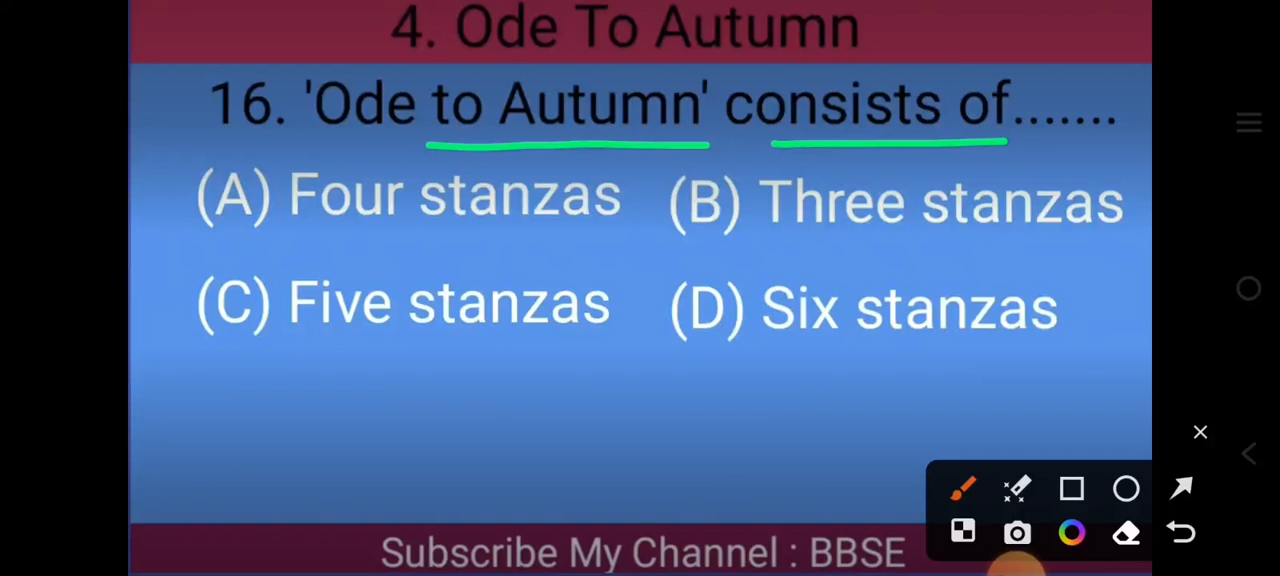 4. Ode To Autumn
16. 'Ode to Autumn' consists of.......
(A) Four stanzas (B) Three stanzas
(C) Five stanzas (D) Six stanzas
Subscribe My Channel : BBSE